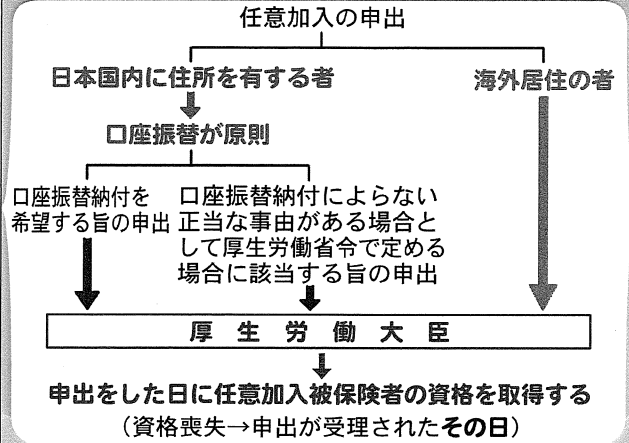 任意加入の申出
日本国内に住所を有する者
海外居住の者
口座振替が原則
口座振替納付を
希望する旨の申出
口座振替納付によらない
正当な事由がある場合と
して厚生労働省令で定める
場合に該当する旨の申出
厚生労働大臣
申出をした日に任意加入被保険者の資格を取得する
（資格喪失→申出が受理されたその日）